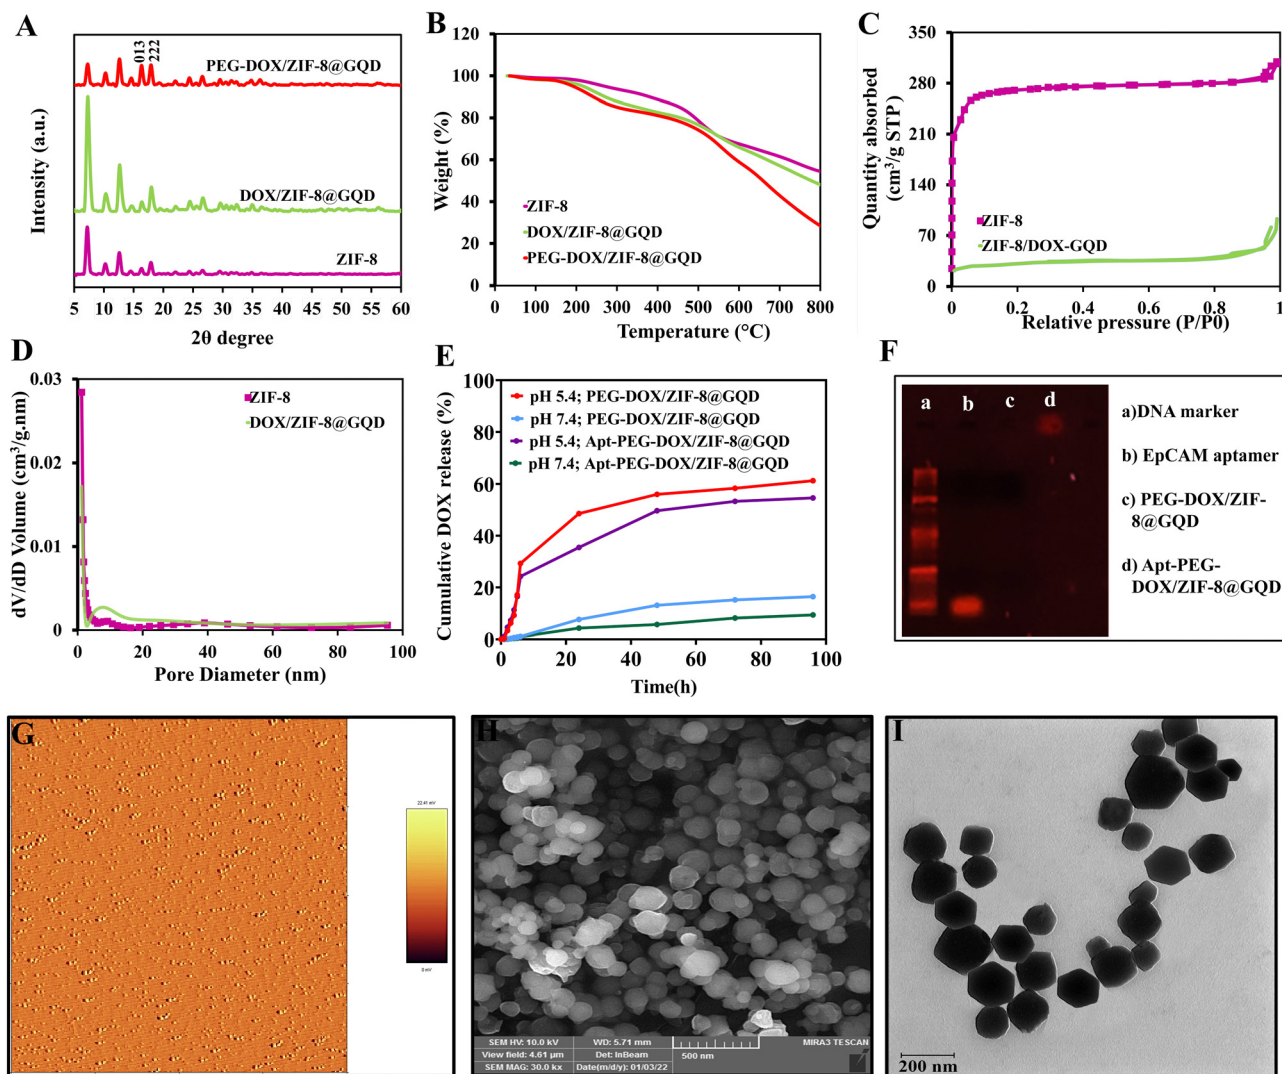 A
Intensity (a.u.)
013
222
PEG-DOX/ZIF-8@GQD
DOX/ZIF-8@GQD
ZIF-8
5 10 15 20 25 30 35 40 45 50 55 60
2θ degree
B
Weight (%)
120
100
80
60
40
20
0
ZIF-8
DOX/ZIF-8@GQD
PEG-DOX/ZIF-8@GQD
0 100 200 300 400 500 600 700 800
Temperature (°C)
C
Quantity absorbed
(cm³/g STP )
350
280
210
140
70
0
ZIF-8
ZIF-8/DOX-GQD
0 0.2 0.4 0.6 0.8 1
Relative pressure (P/P0)
D
dV/dD Volume (cm³/g.nm)
0.03
0.02
0.01
0
ZIF-8
DOX/ZIF-8@GQD
0 20 40 60 80 100
Pore Diameter (nm)
E
Cumulative DOX release (%)
100
80
60
40
20
0
pH 5.4; PEG-DOX/ZIF-8@GQD
pH 7.4; PEG-DOX/ZIF-8@GQD
pH 5.4; Apt-PEG-DOX/ZIF-8@GQD
pH 7.4; Apt-PEG-DOX/ZIF-8@GQD
0 20 40 60 80 100
Time(h)
F
a b c d
a)DNA marker
b) EpCAM aptamer
c) PEG-DOX/ZIF-
8@GQD
d) Apt-PEG-
DOX/ZIF-8@GQD
G
22.41 mV
0 mV
H
SEM HV: 10.0 kV WD: 5.71 mm MIRA3 TESCAN
View field: 4.61 µm Det: InBeam 500 nm
SEM MAG: 30.0 kx Date(m/d/y): 01/03/22
I
200 nm